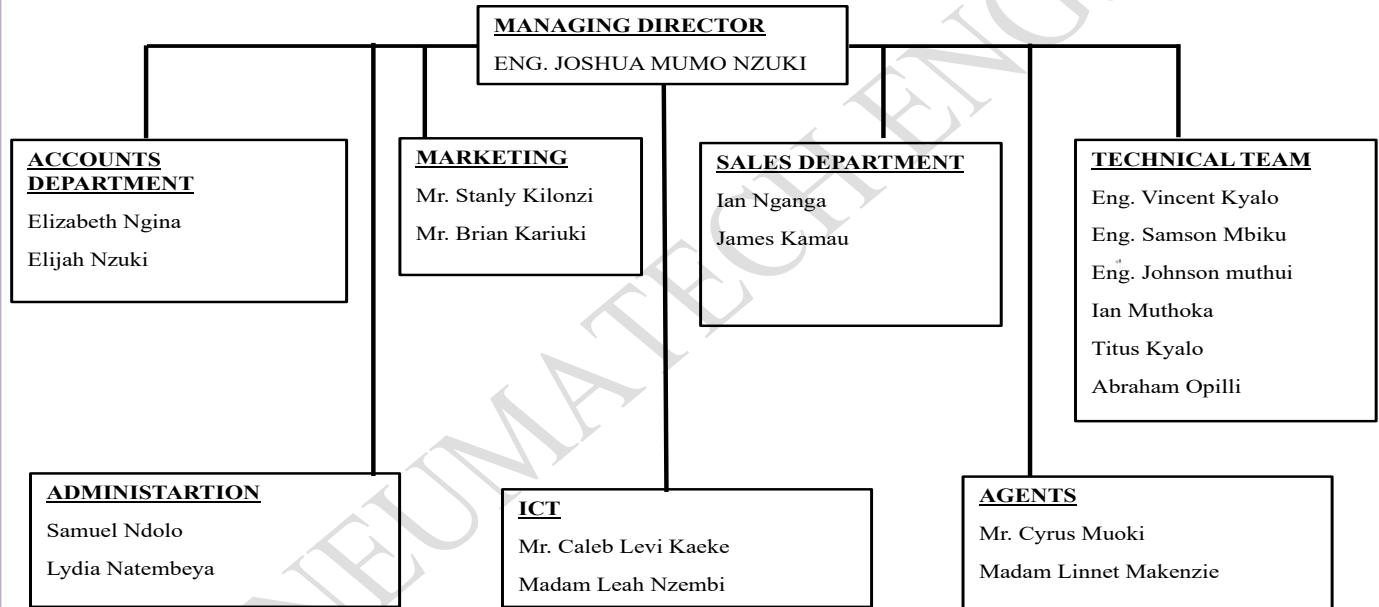 MANAGING DIRECTOR
ENG. JOSHUA MUMO NZUKI
ACCOUNTS
DEPARTMENT
Elizabeth Ngina
Elijah Nzuki
MARKETING
Mr. Stanly Kilonzi
Mr. Brian Kariuki
SALES DEPARTMENT
Ian Nganga
James Kamau
TECHNICAL TEAM
Eng. Vincent Kyalo
Eng. Samson Mbiku
Eng. Johnson muthui
Ian Muthoka
Titus Kyalo
Abraham Opilli
ADMINISTARTION
Samuel Ndolo
Lydia Natembeya
ICT
Mr. Caleb Levi Kaeke
Madam Leah Nzembi
AGENTS
Mr. Cyrus Muoki
Madam Linnet Makenzie